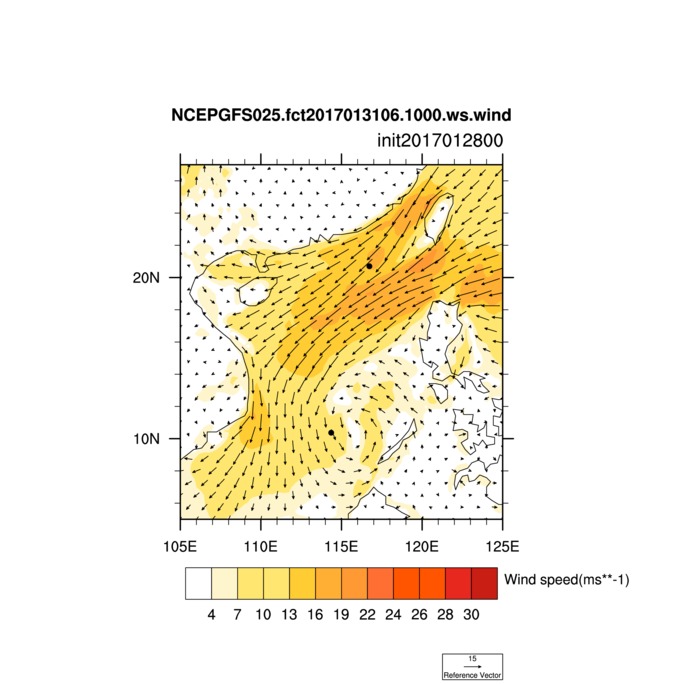 NCEPGFS025.fct2017013106.1000.ws.wind
init2017012800
20N
10N
105E 110E 115E 120E 125E
Wind speed(ms**-1)
4 7 10 13 16 19 22 24 26 28 30
15
Reference Vector